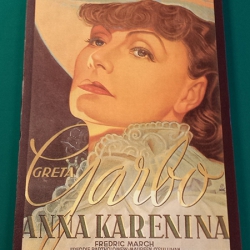 GRETA
Garbo
ANNA KARENINA
FREDRIC MARCH